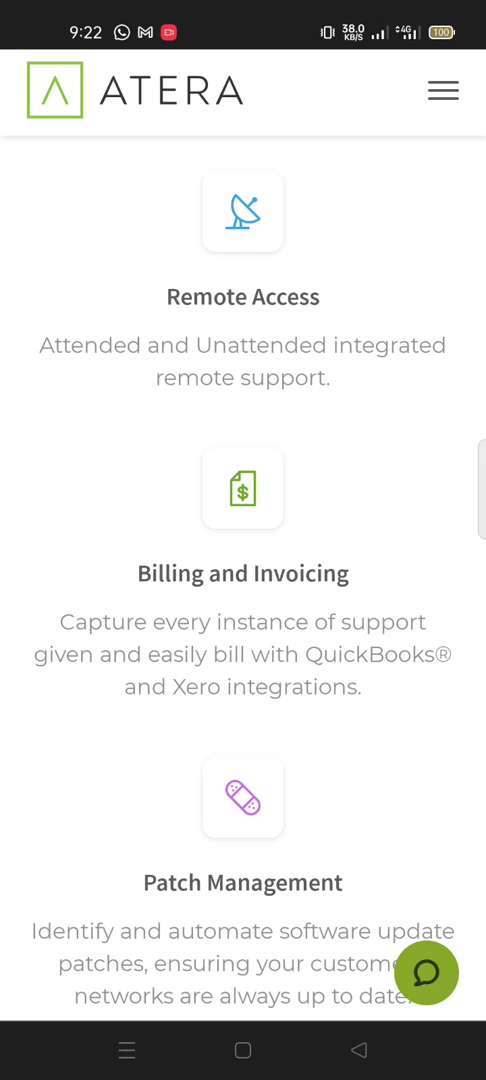 9:22 38.0 KB/S 4G 100
ATERA
Remote Access
Attended and Unattended integrated
remote support.
$
Billing and Invoicing
Capture every instance of support
given and easily bill with QuickBooks®
and Xero integrations.
Patch Management
Identify and automate software update
patches, ensuring your
networks are always up to date.